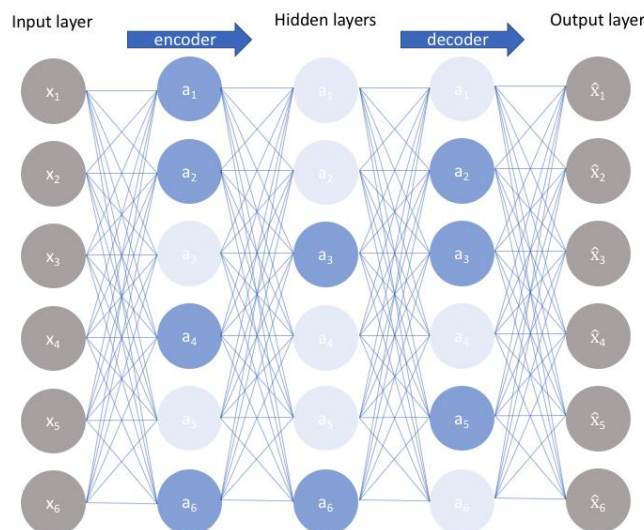 Input layer Hidden layers Output layer
encoder decoder
x₁ a₁ a₁ a₁ x̂₁
x₂ a₂ a₂ a₂ x̂₂
x₃ a₃ a₃ a₃ x̂₃
x₄ a₄ a₄ a₄ x̂₄
x₅ a₅ a₅ a₅ x̂₅
x₆ a₆ a₆ a₆ x̂₆